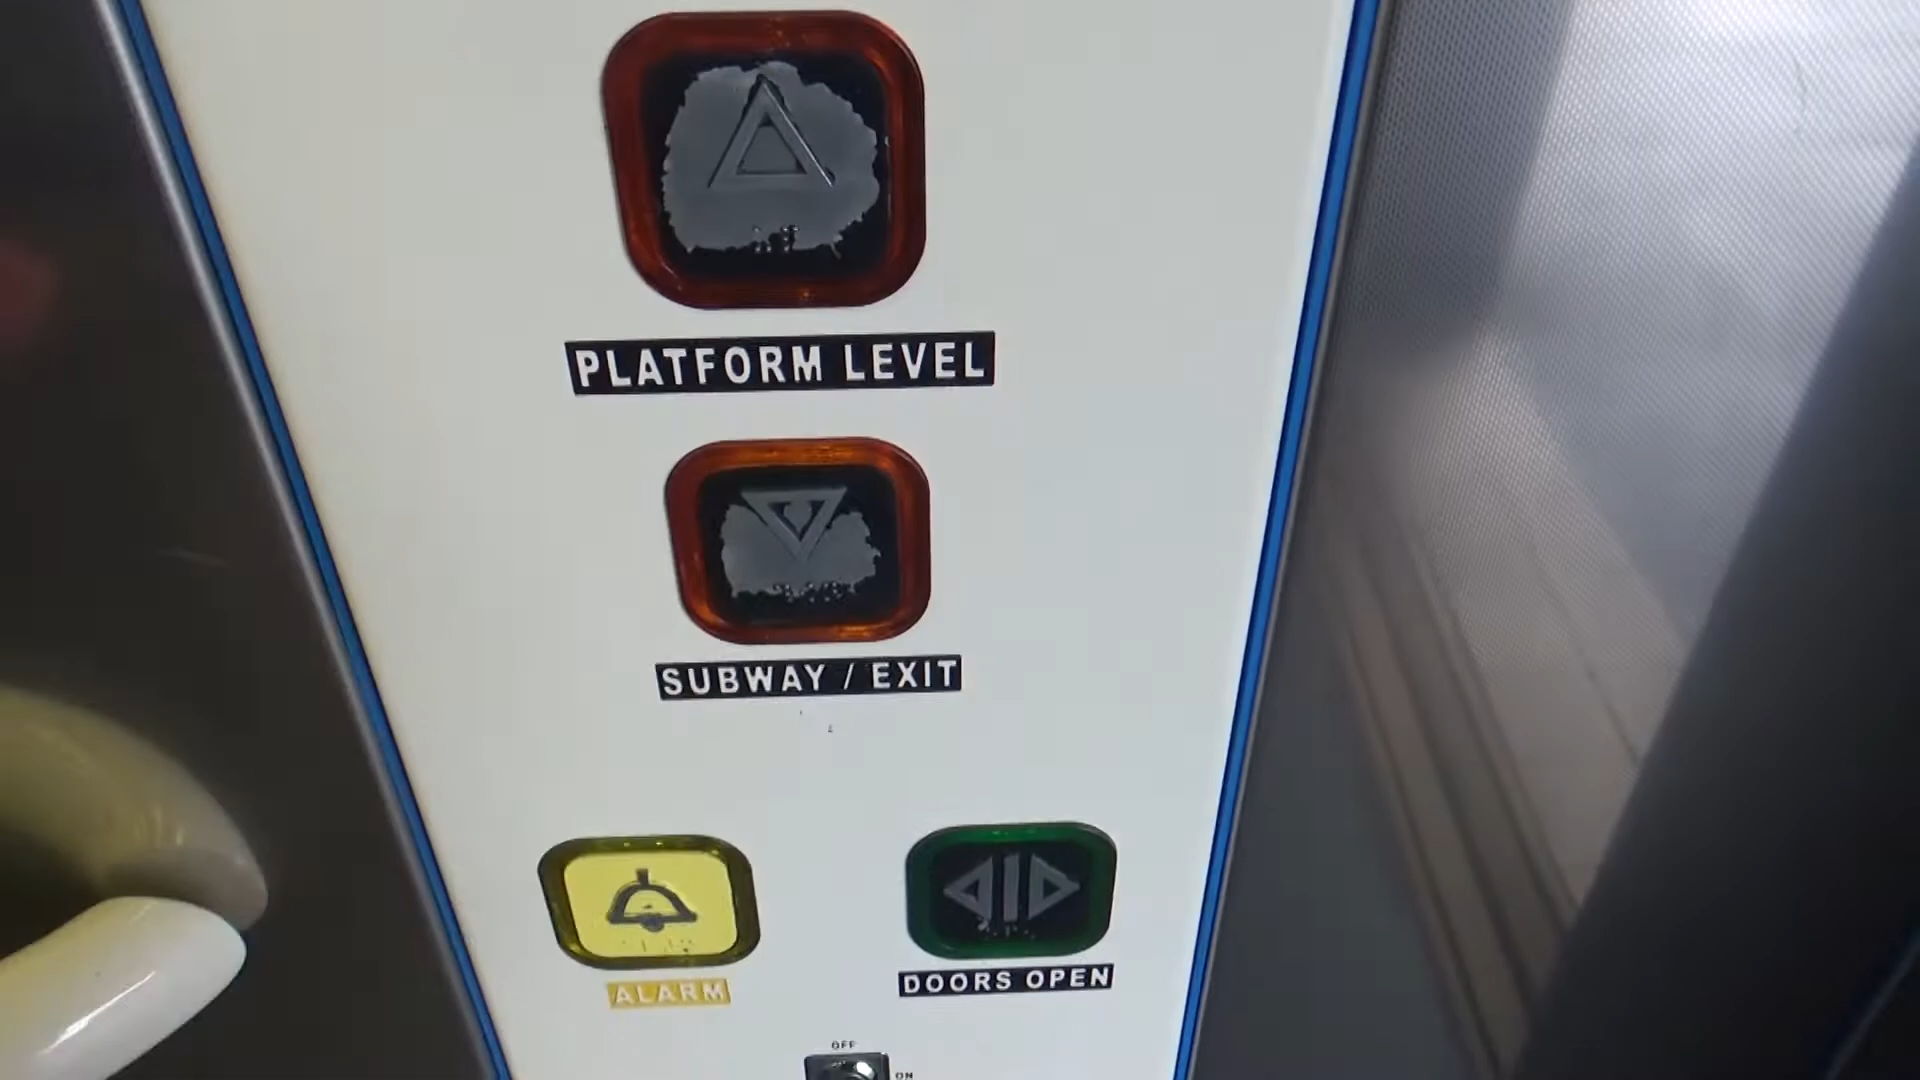 PLATFORM LEVEL
SUBWAY / EXIT
ALARM
DOORS OPEN
OFF
ON